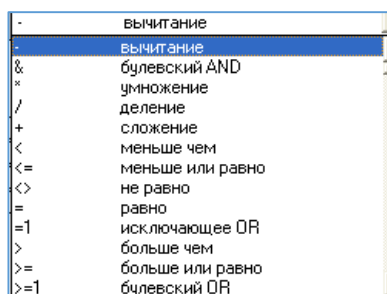 - вычитание
- вычитание
& булевский AND
* умножение
/ деление
+ сложение
< меньше чем
<= меньше или равно
<> не равно
= равно
=1 исключающее OR
> больше чем
>= больше или равно
>=1 булевский OR